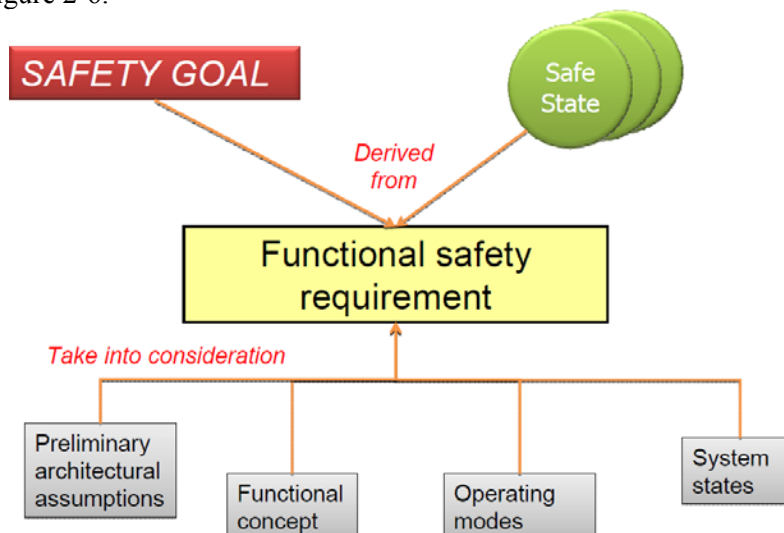 SAFETY GOAL
Safe
State
Derived
from
Functional safety
requirement
Take into consideration
Preliminary
architectural
assumptions
Functional
concept
Operating
modes
System
states